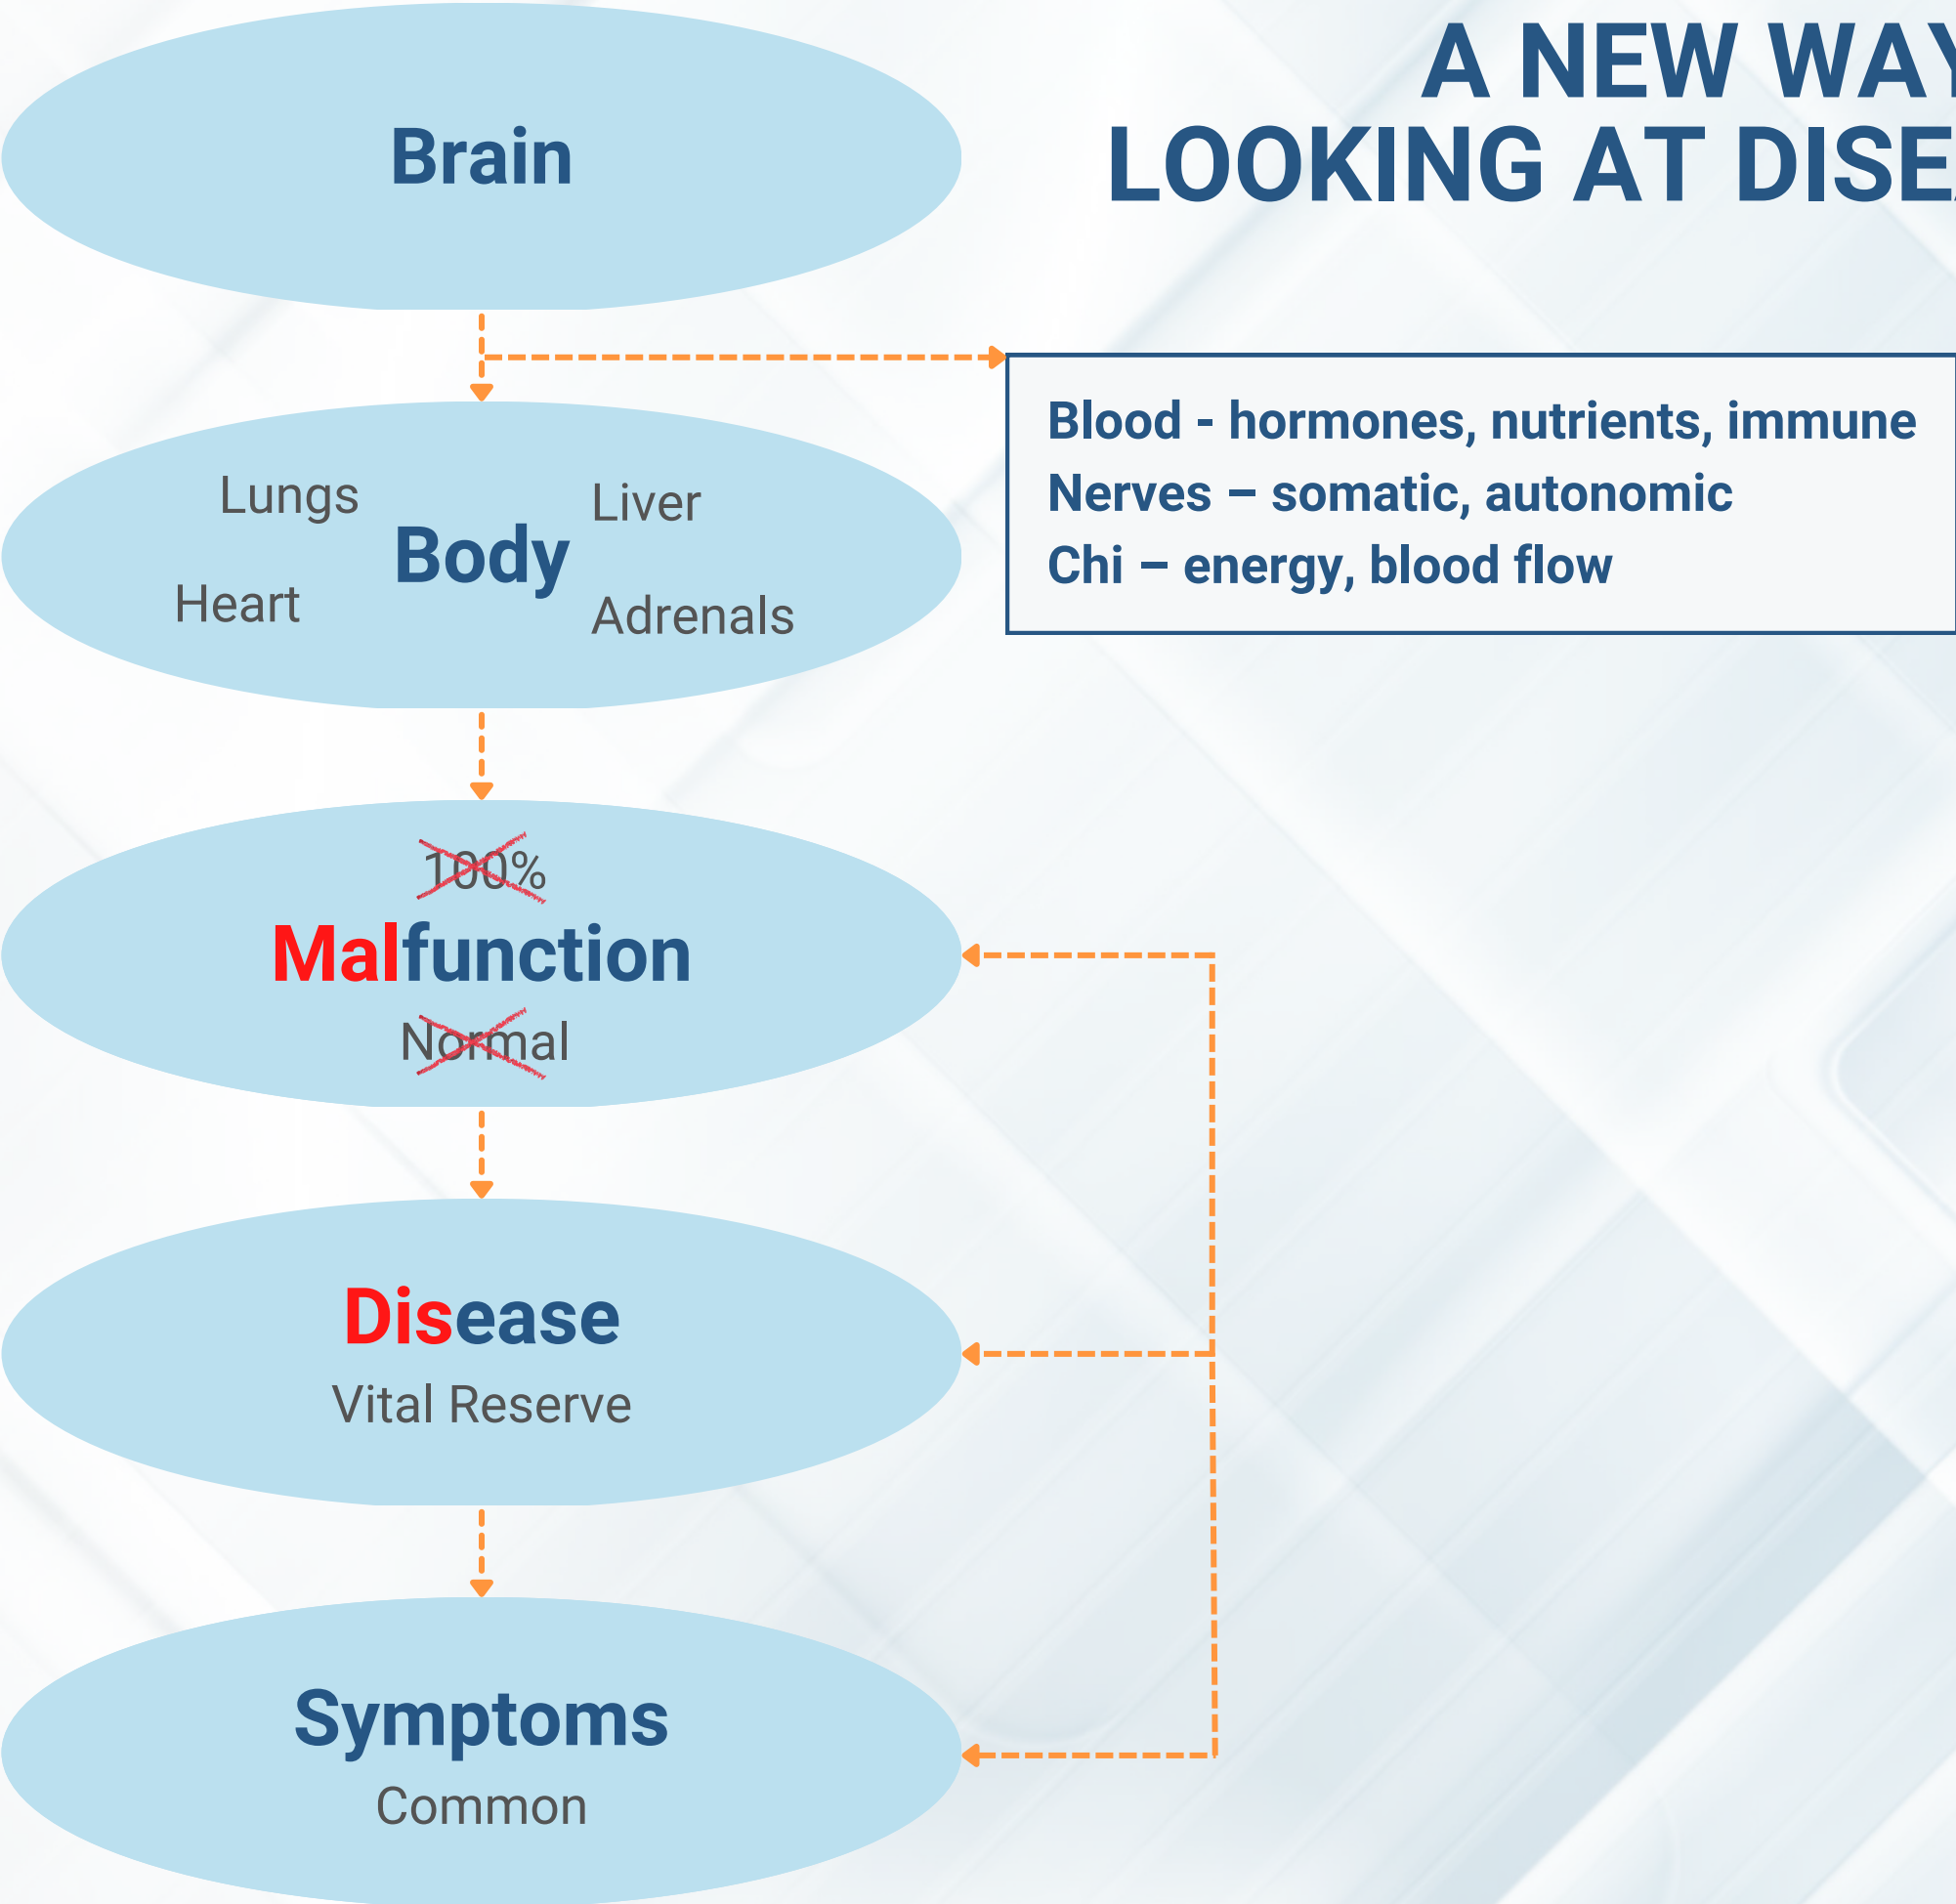 A NEW WAY
LOOKING AT DISE
Brain
Blood - hormones, nutrients, immune
Nerves – somatic, autonomic
Chi – energy, blood flow
Lungs
Liver
Body
Heart
Adrenals
100%
Malfunction
Normal
Disease
Vital Reserve
Symptoms
Common